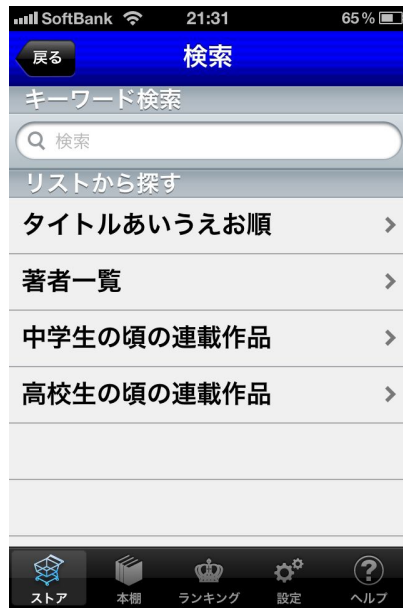 SoftBank 21:31 65%
戻る 検索
キーワード検索
検索
リストから探す
タイトルあいうえお順
著者一覧
中学生の頃の連載作品
高校生の頃の連載作品
ストア 本棚 ランキング 設定 ヘルプ